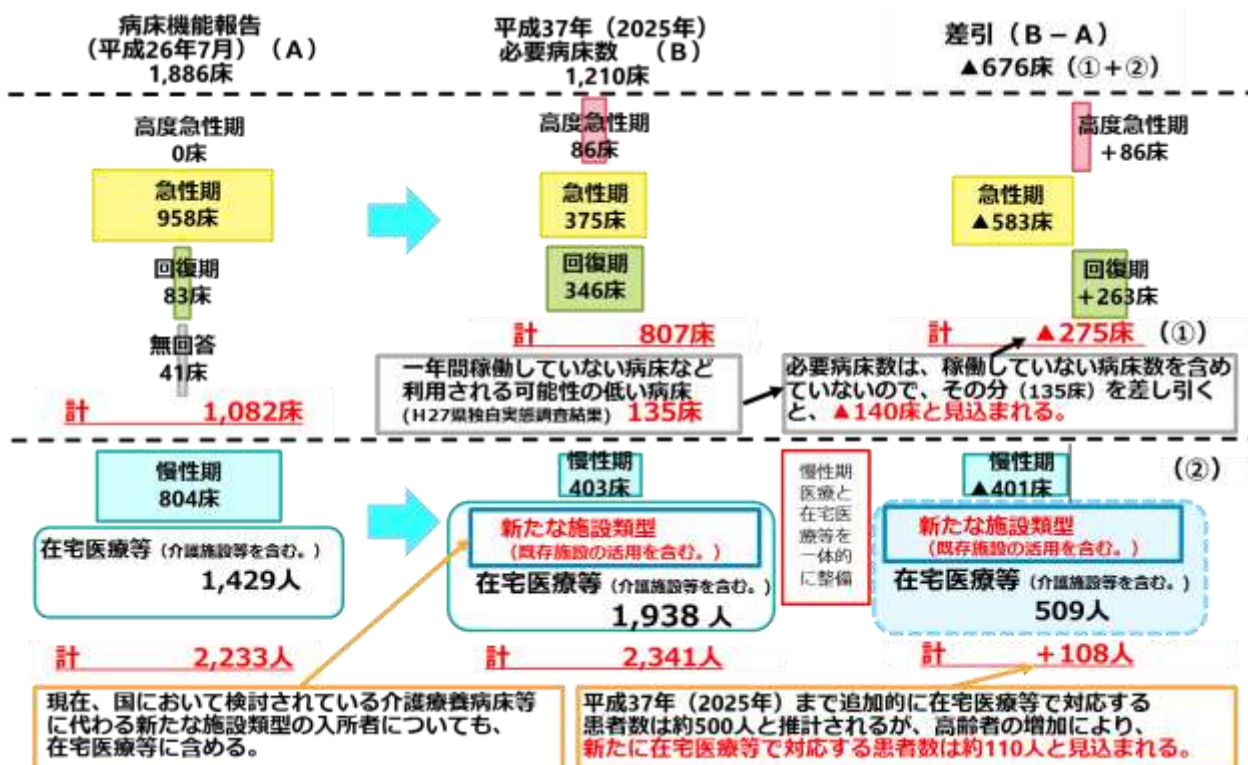 病床機能報告
(平成26年7月)(A)
1,886床
平成37年(2025年)
必要病床数 (B)
1,210床
差引(B-A)
▲676床(①+②)
高度急性期
0床
急性期
958床
回復期
83床
無回答
41床
計 1,082床
高度急性期
86床
急性期
375床
回復期
346床
計 807床
一年間稼働していない病床など
利用される可能性の低い病床
(H27県独自実態調査結果) 135床
高度急性期
+86床
急性期
▲583床
回復期
+263床
計 ▲275床 (①)
必要病床数は、稼働していない病床数を含め
ていないので、その分(135床)を差し引く
と、▲140床と見込まれる。
慢性期
804床
在宅医療等(介護施設等を含む。)
1,429人
計 2,233人
慢性期
403床
新たな施設類型
(既存施設の活用を含む。)
在宅医療等(介護施設等を含む。)
1,938人
計 2,341人
慢性期
医療と
在宅医
療等を
一体的
に整備
慢性期
▲401床
(②)
新たな施設類型
(既存施設の活用を含む。)
在宅医療等(介護施設等を含む。)
509人
計 +108人
現在、国において検討されている介護療養病床等
に代わる新たな施設類型の入所者についても、
在宅医療等に含める。
平成37年(2025年)まで追加的に在宅医療等で対応する
患者数は約500人と推計されるが、高齢者の増加により、
新たに在宅医療等で対応する患者数は約110人と見込まれる。